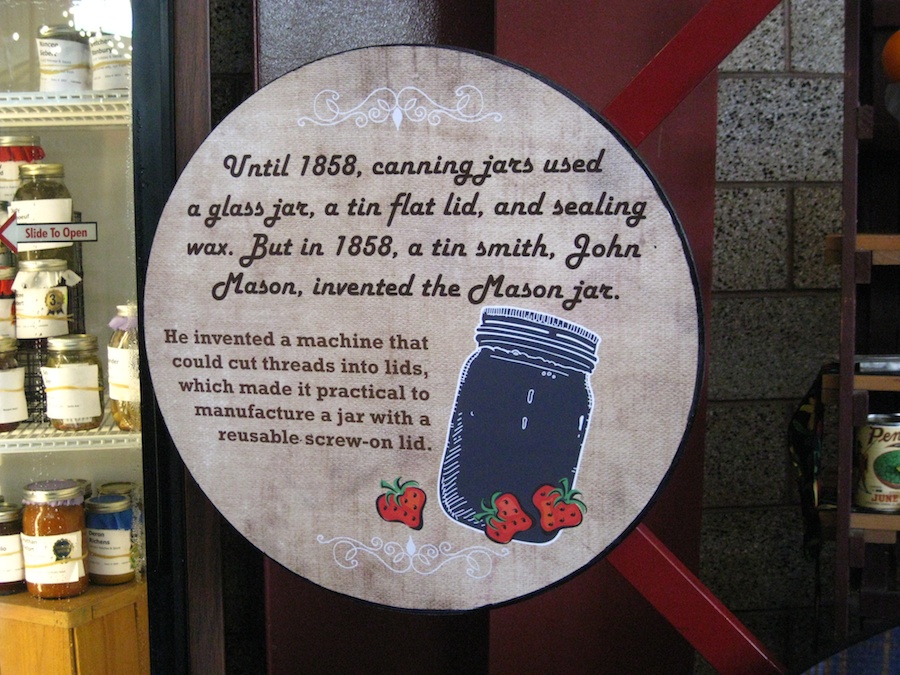 Until 1858, canning jars used
a glass jar, a tin flat lid, and sealing
wax. But in 1858, a tin smith, John
Mason, invented the Mason jar.
He invented a machine that
could cut threads into lids,
which made it practical to
manufacture a jar with a
reusable screw-on lid.
Slide To Open
3
JUNE